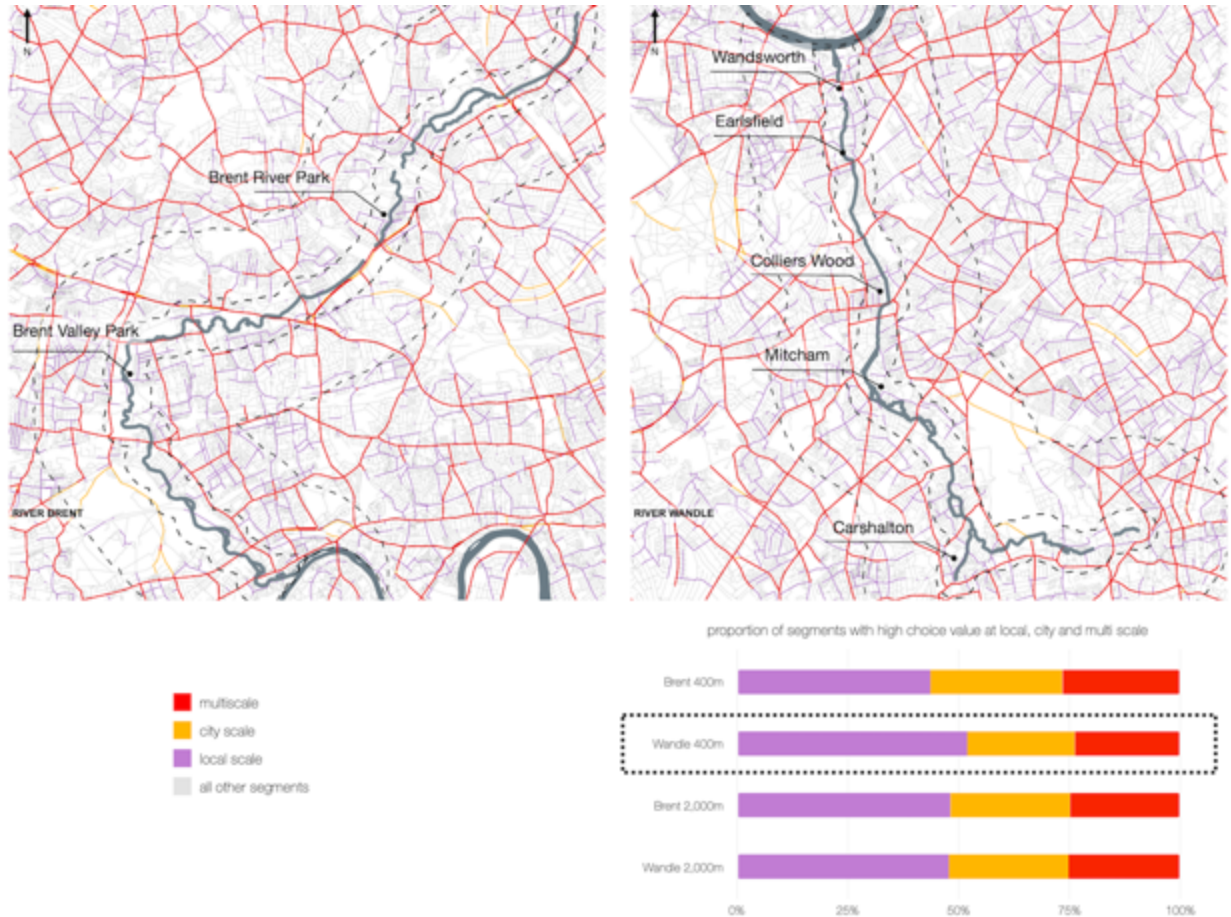 N
Brent River Park
Brent Valley Park
RIVER BRENT
N
Wandsworth
Earlsfield
Colliers Wood
Mitcham
RIVER WANDLE
Carshalton
multiscale
city scale
local scale
all other segments
proportion of segments with high choice value at local, city and multi scale
Brent 400m
Wandle 400m
Brent 2,000m
Wandle 2,000m
0% 25% 50% 75% 100%